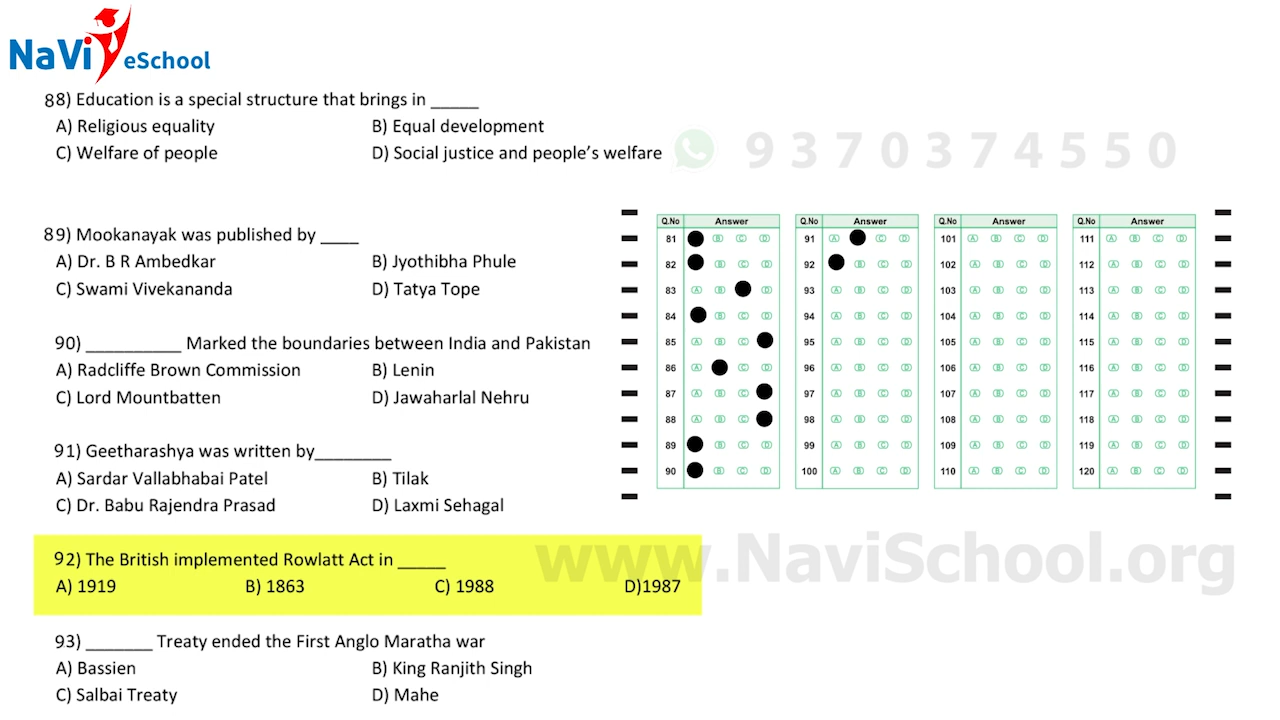 NaVi eSchool
88) Education is a special structure that brings in _____
A) Religious equality B) Equal development
C) Welfare of people D) Social justice and people's welfare
9370374550
89) Mookanayak was published by ____
A) Dr. B R Ambedkar B) Jyothibha Phule
C) Swami Vivekananda D) Tatya Tope
90) __________ Marked the boundaries between India and Pakistan
A) Radcliffe Brown Commission B) Lenin
C) Lord Mountbatten D) Jawaharlal Nehru
91) Geetharashya was written by________
A) Sardar Vallabhabai Patel B) Tilak
C) Dr. Babu Rajendra Prasad D) Laxmi Sehagal
92) The British implemented Rowlatt Act in _____
A) 1919 B) 1863 C) 1988 D)1987
93) _______ Treaty ended the First Anglo Maratha war
A) Bassien B) King Ranjith Singh
C) Salbai Treaty D) Mahe
Q.No Answer Q.No Answer Q.No Answer Q.No Answer
81 B C D 91 A C D 101 A B C D 111 A B C D
82 B C D 92 B C D 102 A B C D 112 A B C D
83 A B D 93 A B C D 103 A B C D 113 A B C D
84 B C D 94 A B C D 104 A B C D 114 A B C D
85 A B C 95 A B C D 105 A B C D 115 A B C D
86 A C D 96 A B C D 106 A B C D 116 A B C D
87 A B C 97 A B C D 107 A B C D 117 A B C D
88 A B C 98 A B C D 108 A B C D 118 A B C D
89 B C D 99 A B C D 109 A B C D 119 A B C D
90 B C D 100 A B C D 110 A B C D 120 A B C D
www.NaviSchool.org